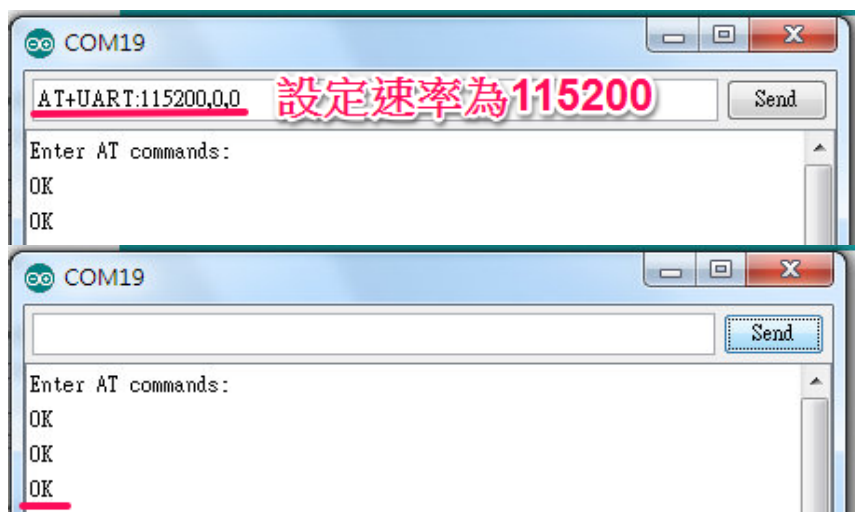 COM19
AT+UART:115200,0,0 設定速率為115200 Send
Enter AT commands:
OK
OK
COM19
Send
Enter AT commands:
OK
OK
OK